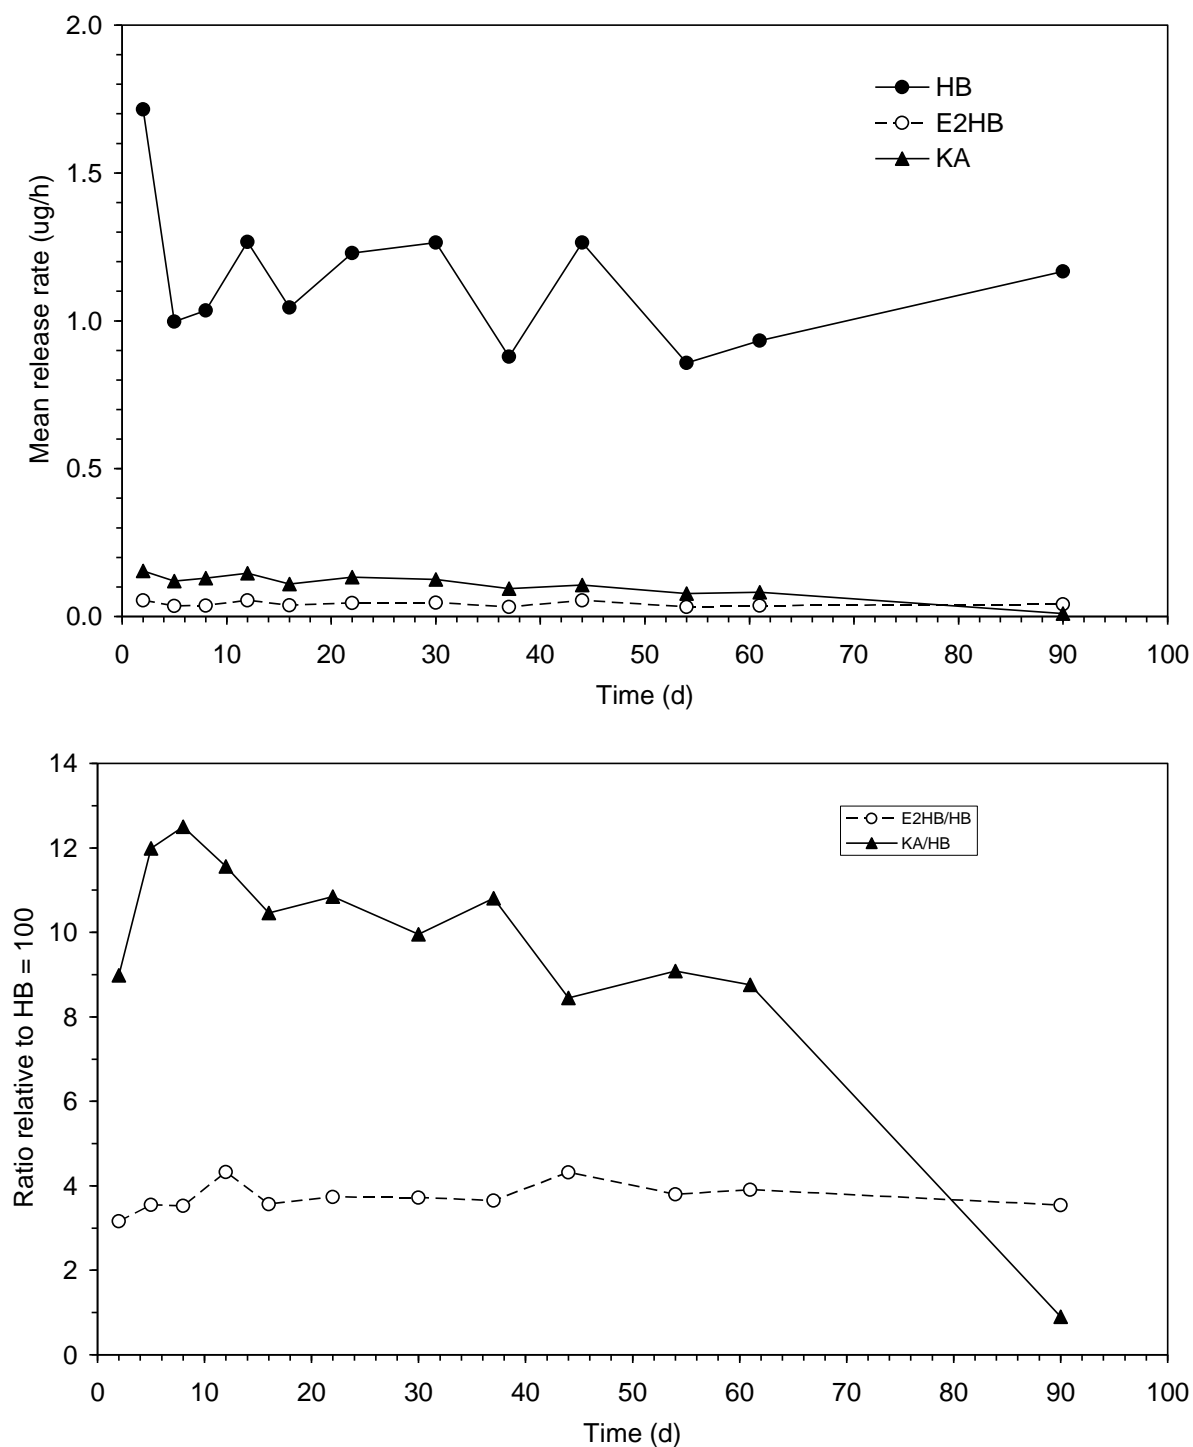 2.0
1.5
1.0
0.5
0.0
Mean release rate (ug/h)
HB
E2HB
KA
0 10 20 30 40 50 60 70 80 90 100
Time (d)
14
12
10
8
6
4
2
0
Ratio relative to HB = 100
E2HB/HB
KA/HB
0 10 20 30 40 50 60 70 80 90 100
Time (d)